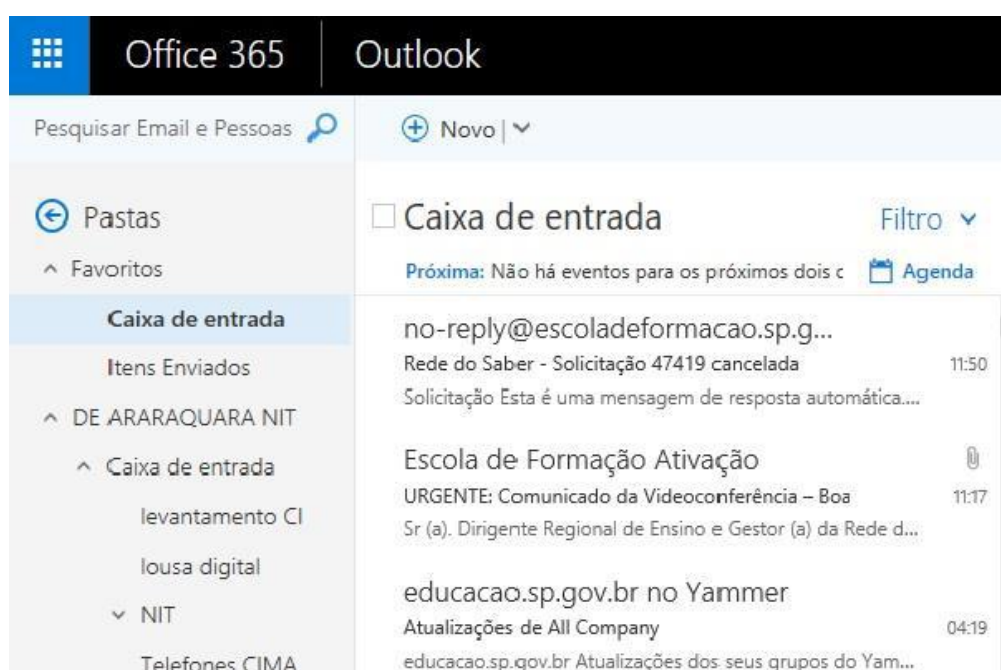 Office 365 Outlook
Pesquisar Email e Pessoas
Novo
Pastas
Favoritos
Caixa de entrada
Itens Enviados
DE ARARAQUARA NIT
Caixa de entrada
levantamento CI
lousa digital
NIT
Telefones CIMA
Caixa de entrada Filtro
Próxima: Não há eventos para os próximos dois c Agenda
no-reply@escoladeformacao.sp.g...
Rede do Saber - Solicitação 47419 cancelada 11:50
Solicitação Esta é uma mensagem de resposta automática....
Escola de Formação Ativação
URGENTE: Comunicado da Videoconferência – Boa 11:17
Sr (a). Dirigente Regional de Ensino e Gestor (a) da Rede d...
educacao.sp.gov.br no Yammer
Atualizações de All Company 04:19
educacao.sp.gov.br Atualizações dos seus grupos do Yam...